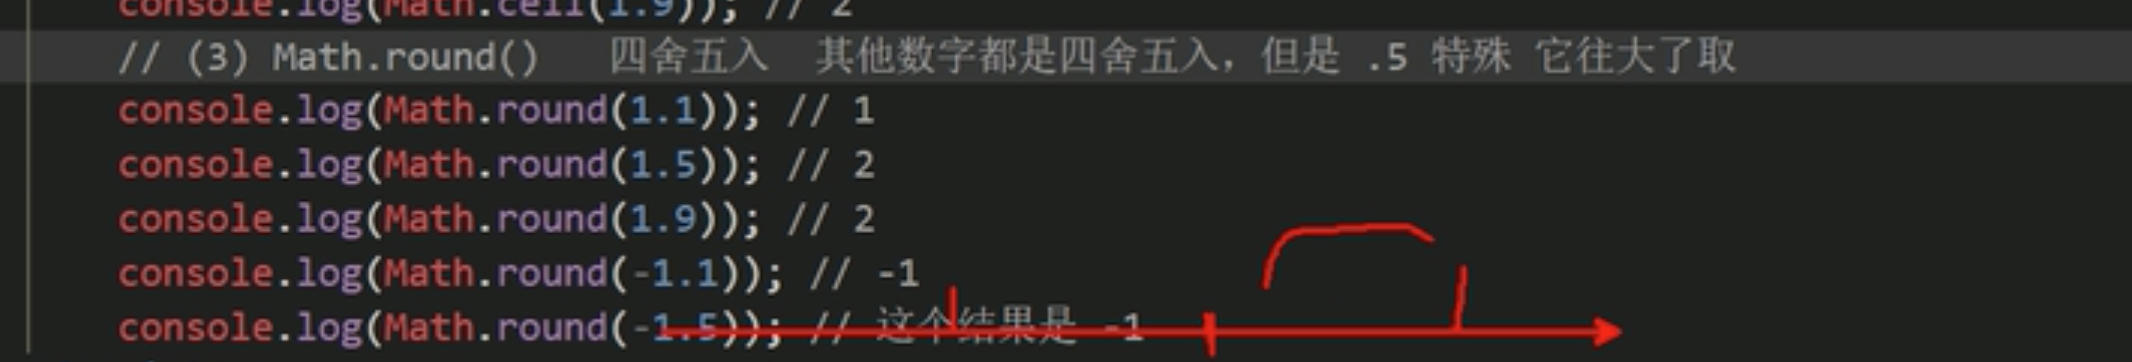 console.log(Math.ceil(1.9)); // 2
// (3) Math.round()   四舍五入  其他数字都是四舍五入，但是 .5 特殊 它往大了取
console.log(Math.round(1.1)); // 1
console.log(Math.round(1.5)); // 2
console.log(Math.round(1.9)); // 2
console.log(Math.round(-1.1)); // -1
console.log(Math.round(-1.5)); // 这个结果是 -1